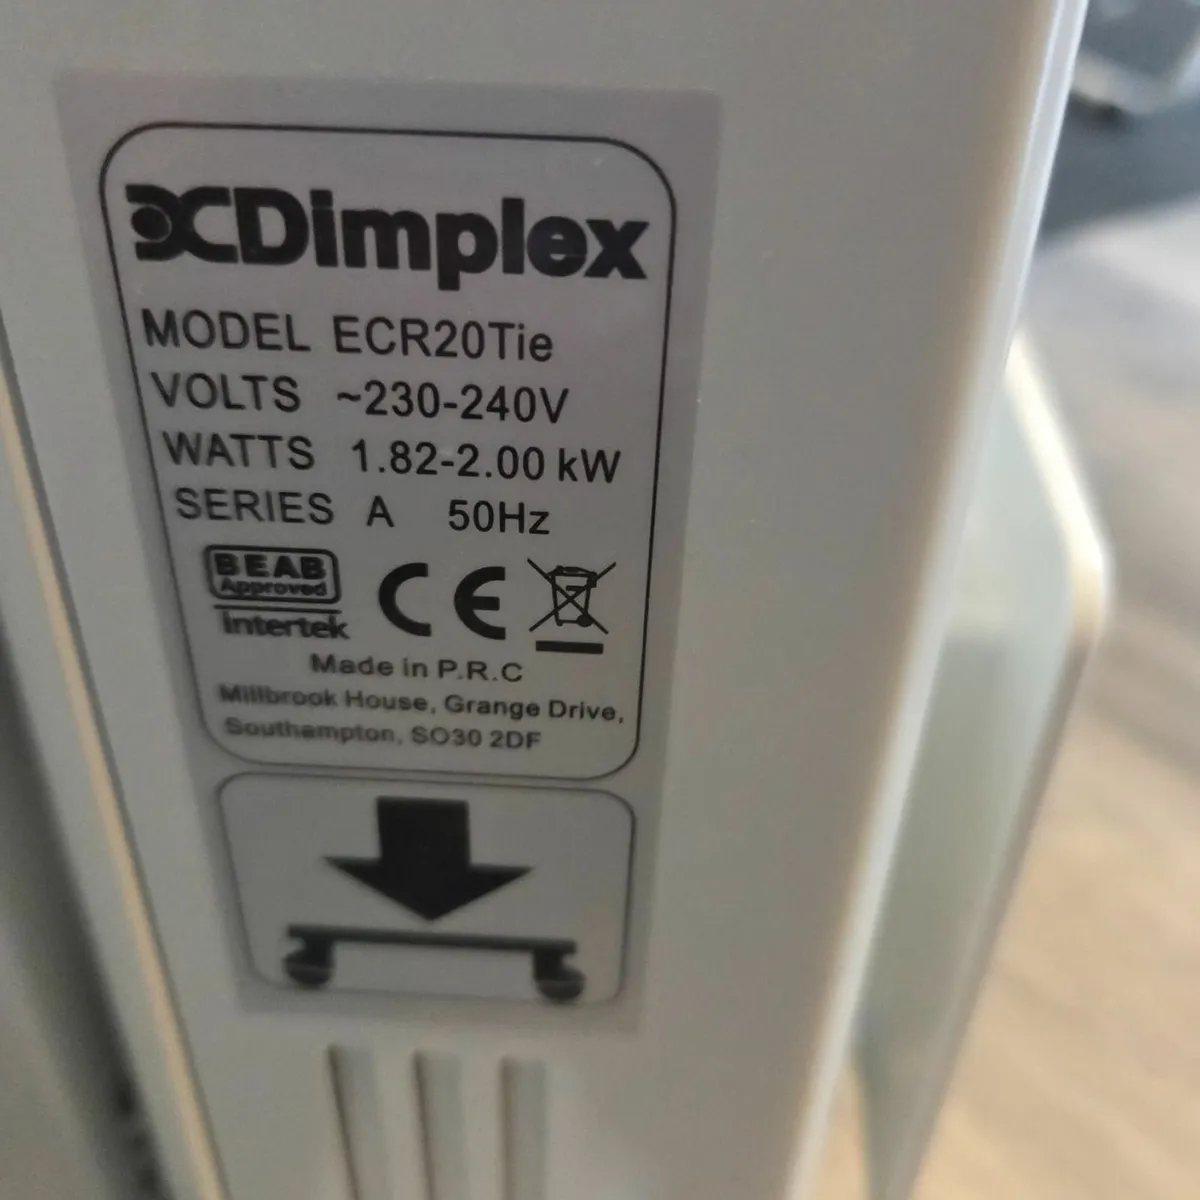 Dimplex
MODEL ECR20Tie
VOLTS ~230-240V
WATTS 1.82-2.00 kW
SERIES A 50Hz
BEAB
Approved
intertek
CE
Made in P.R.C
Millbrook House, Grange Drive,
Southampton, SO30 2DF